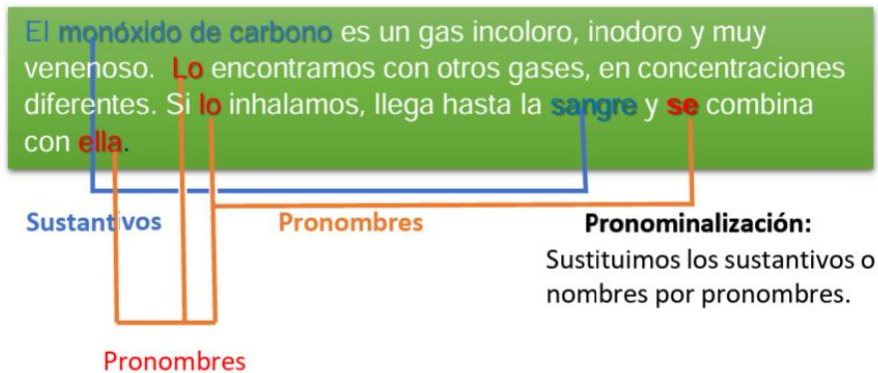 El monóxido de carbono es un gas incoloro, inodoro y muy
venenoso. Lo encontramos con otros gases, en concentraciones
diferentes. Si lo inhalamos, llega hasta la sangre y se combina
con ella.
Sustantivos
Pronombres
Pronominalización:
Sustituimos los sustantivos o
nombres por pronombres.
Pronombres